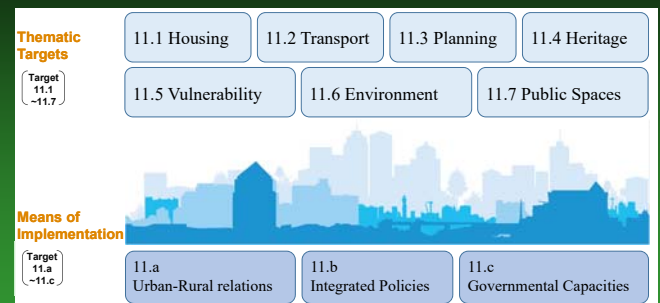 Thematic
Targets
Target
11.1
~11.7
11.1 Housing
11.2 Transport
11.3 Planning
11.4 Heritage
11.5 Vulnerability
11.6 Environment
11.7 Public Spaces
Means of
Implementation
Target
11.a
~11.c
11.a
Urban-Rural relations
11.b
Integrated Policies
11.c
Governmental Capacities